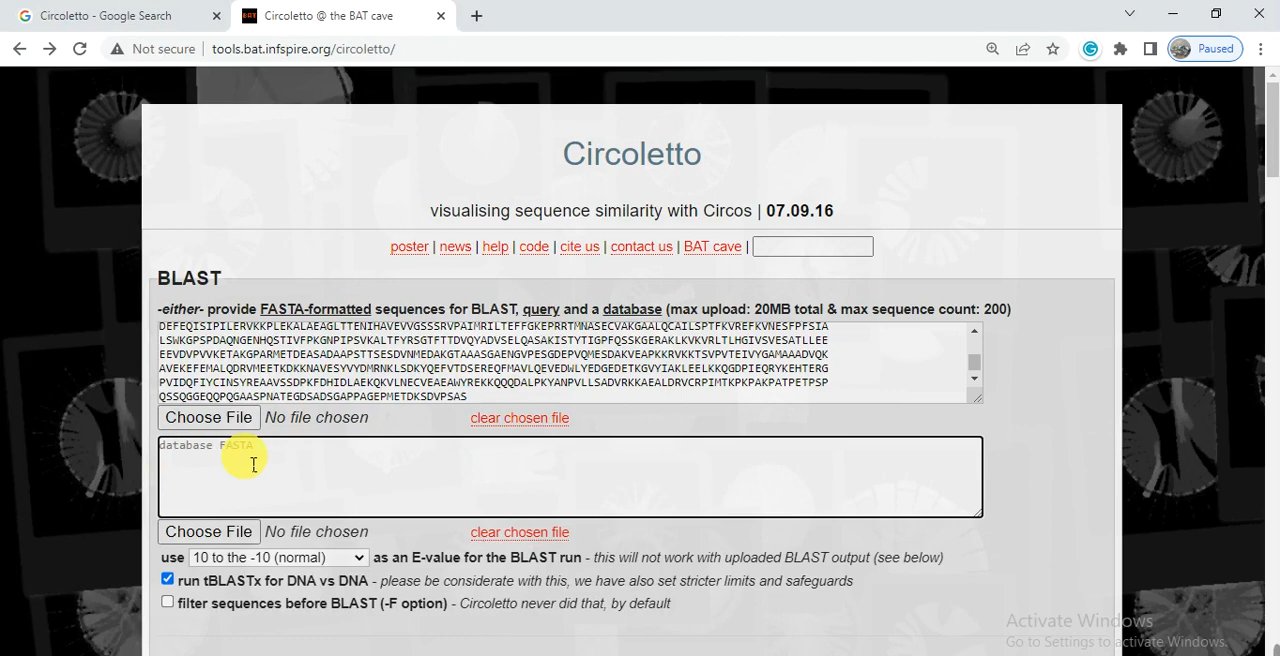 Circoletto - Google Search
BAT
Circoletto @ the BAT cave
Not secure
tools.bat.infspire.org/circoletto/
Paused
Circoletto
visualising sequence similarity with Circos | 07.09.16
poster | news | help | code | cite us | contact us | BAT cave |
BLAST
-either- provide FASTA-formatted sequences for BLAST, query and a database (max upload: 20MB total & max sequence count: 200)
DEFEQISIPILERVKKPLEKALAEAGLTTENIHAVEVVGSSSRVPAIMRILTEFFGKEPRRTMNASECVAKGAALQCAILSPTFKVREFKVNESFPFSIA
LSWKGPSPDAQNGENHQSTIVFPKGNPIPSVKALTFYRSGTFTTDVQYADVSELQASAKISTYTIGPFQSSKGERAKLKVKVRLTLHGIVSVESATLLEE
EEVDVPVVKETAKGPARMETDEASADAAPSTTSESDVNMEDAKGTAAASGAENGVPESGDEPVQMESDAKVEAPKKRVKKTSVPVTEIVYGAMAAADVQK
AVEKEFEMALQDRVMEETKDKKNAVESYVYDMRNKLSDKYQEFVTDSEREQFMAVLQEVEDWLYEDGEDETKGVYIAKLEELKKQGDPIEQRYKEHTERG
PVIDQFIYCINSYREAAVSSDPKFDHIDLAEKQKVLNECVEAEAWYREKKQQQDALPKYANPVLLSADVRKKAEALDRVCRPIMTKPKPAKPATPETPSP
QSSQGGEQQPQGAASPNATEGDSADSGAPPAGEPMETDKSDVPSAS
Choose File No file chosen clear chosen file
database FASTA
Choose File No file chosen clear chosen file
use 10 to the -10 (normal) as an E-value for the BLAST run - this will not work with uploaded BLAST output (see below)
run tBLASTx for DNA vs DNA - please be considerate with this, we have also set stricter limits and safeguards
filter sequences before BLAST (-F option) - Circoletto never did that, by default
Activate Windows
Go to Settings to activate Windows.